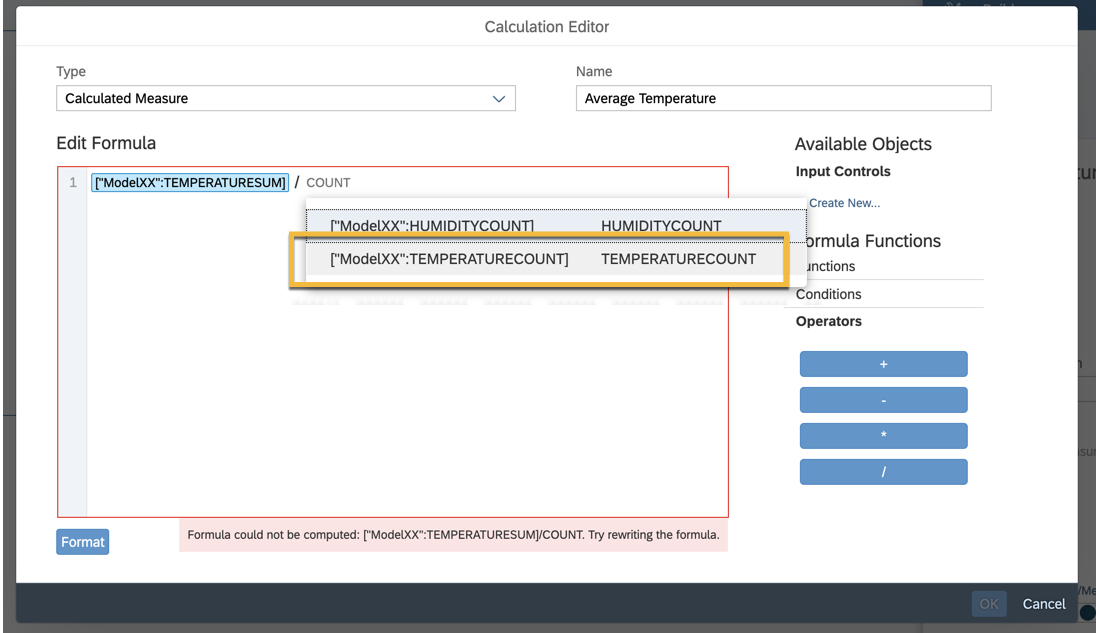 Calculation Editor
Type
Name
Calculated Measure
Average Temperature
Edit Formula
Available Objects
Input Controls
Create New...
1 ["ModelXX":TEMPERATURESUM] / COUNT
["ModelXX":HUMIDITYCOUNT] HUMIDITYCOUNT
["ModelXX":TEMPERATURECOUNT] TEMPERATURECOUNT
ormula Functions
unctions
Conditions
Operators
+
-
*
/
Formula could not be computed: ["ModelXX":TEMPERATURESUM]/COUNT. Try rewriting the formula.
Format
OK
Cancel